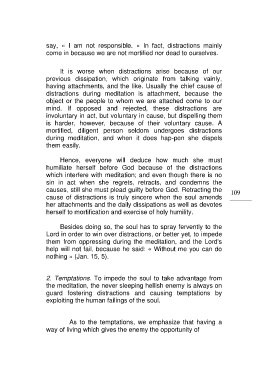 say, « I am not responsible. » In fact, distractions mainly
come in because we are not mortified nor dead to ourselves.
It is worse when distractions arise because of our
previous dissipation, which originate from talking vainly,
having attachments, and the like. Usually the chief cause of
distractions during meditation is attachment, because the
object or the people to whom we are attached come to our
mind. If opposed and rejected, these distractions are
involuntary in act, but voluntary in cause, but dispelling them
is harder, however, because of their voluntary cause. A
mortified, diligent person seldom undergoes distractions
during meditation, and when it does hap-pen she dispels
them easily.
Hence, everyone will deduce how much she must
humiliate herself before God because of the distractions
which interfere with meditation; and even though there is no
sin in act when she regrets, retracts, and condemns the
causes, still she must plead guilty before God. Retracting the
cause of distractions is truly sincere when the soul amends
her attachments and the daily dissipations as well as devotes
herself to mortification and exercise of holy humility.
109
Besides doing so, the soul has to spray fervently to the
Lord in order to win over distractions, or better yet, to impede
them from oppressing during the meditation, and the Lord's
help will not fail, because he said: « Without me you can do
nothing » (Jan. 15, 5).
2. Temptations. To impede the soul to take advantage from
the meditation, the never sleeping hellish enemy is always on
guard fostering distractions and causing temptations by
exploiting the human failings of the soul.
As to the temptations, we emphasize that having a
way of living which gives the enemy the opportunity of